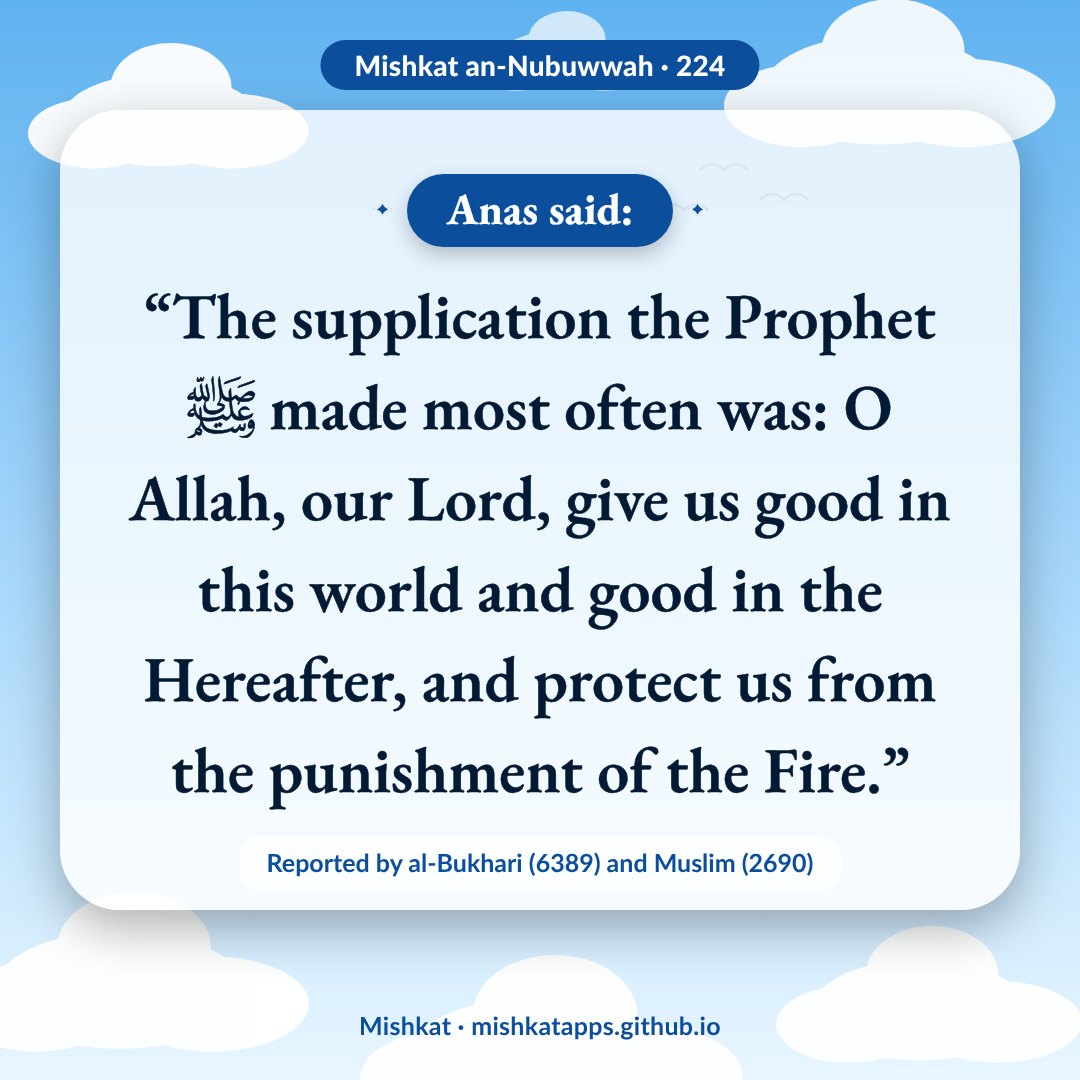 Mishkat an-Nubuwwah · 224
Anas said:
“The supplication the Prophet
ﷺ made most often was: O
Allah, our Lord, give us good in
this world and good in the
Hereafter, and protect us from
the punishment of the Fire.”
Reported by al-Bukhari (6389) and Muslim (2690)
Mishkat · mishkatapps.github.io